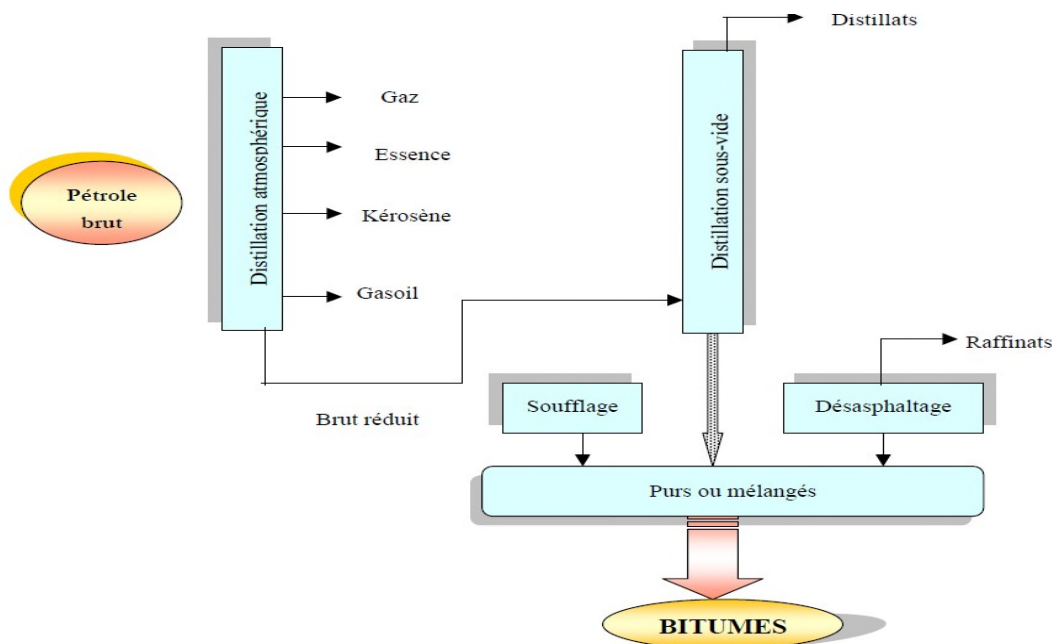 Distillats
Distillation atmosphérique
Gaz
Essence
Kérosène
Gasoil
Pétrole
brut
Distillation sous-vide
Brut réduit
Raffinats
Soufflage
Désasphaltage
Purs ou mélangés
BITUMES